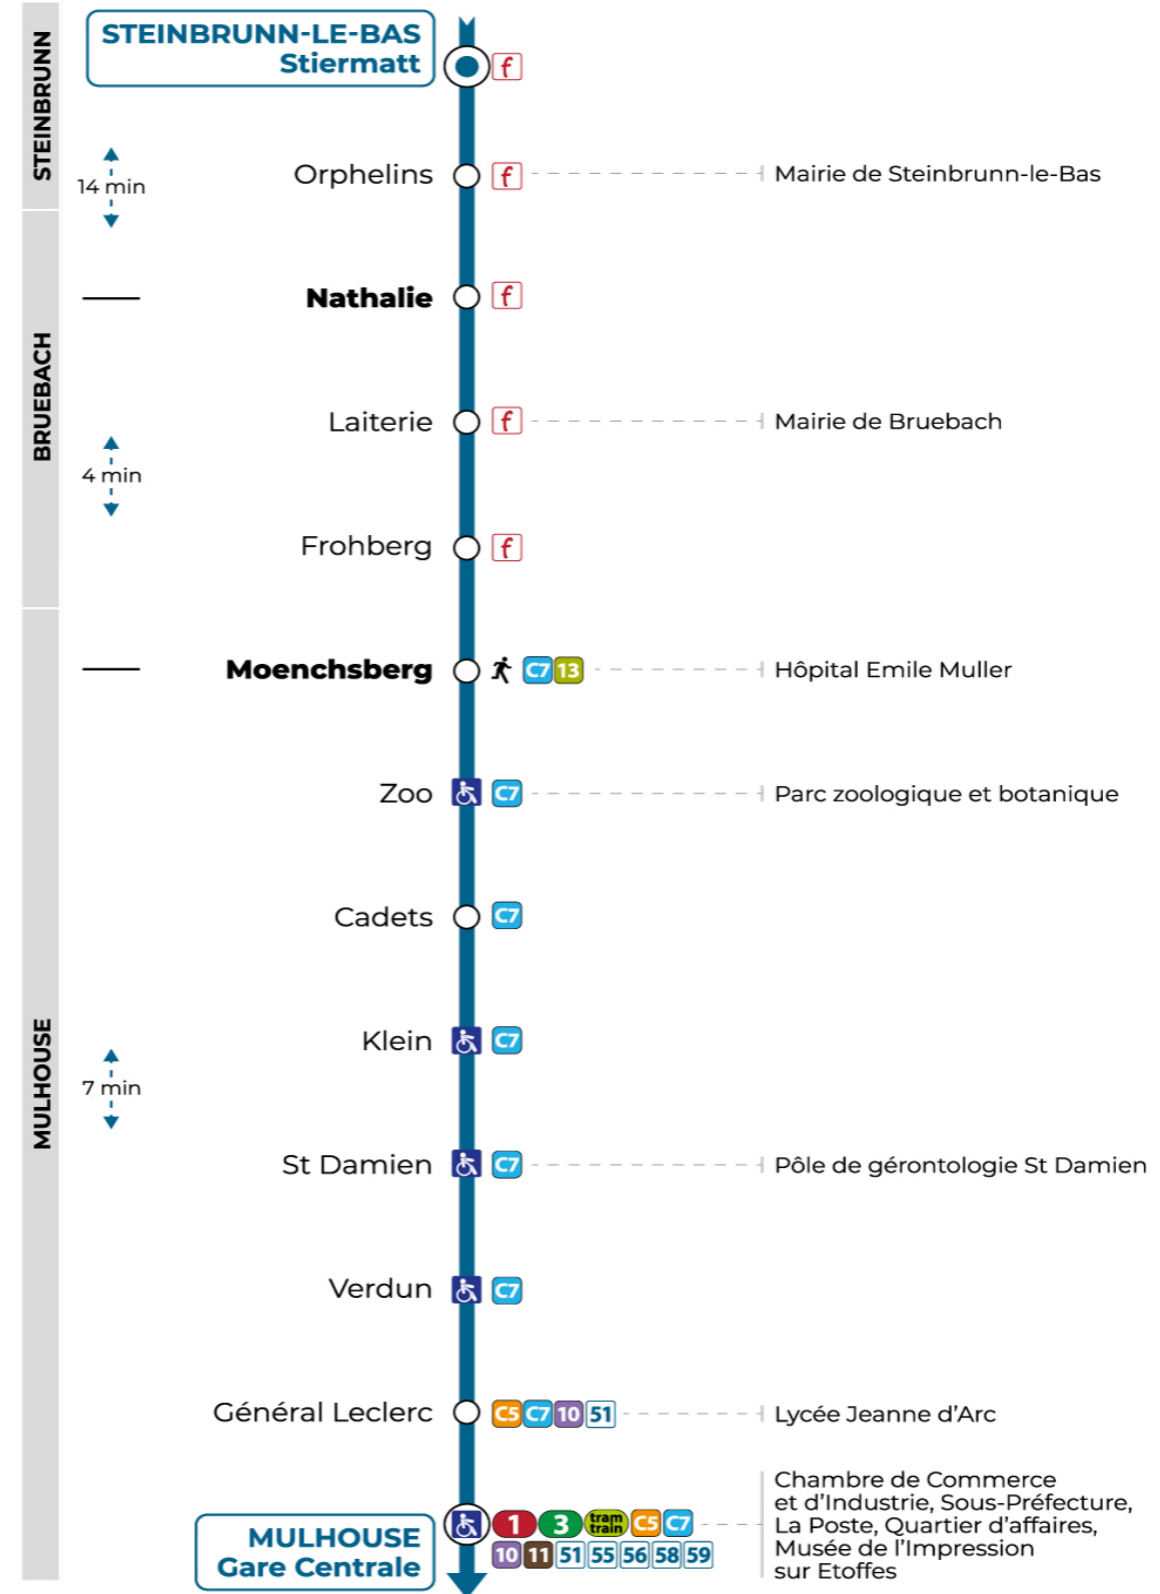 STEINBRUNN
STEINBRUNN-LE-BAS
Stiermatt
f
14 min
Orphelins
f
Mairie de Steinbrunn-le-Bas
BRUEBACH
Nathalie
f
Laiterie
f
Mairie de Bruebach
4 min
Frohberg
f
MULHOUSE
Moenchsberg
C7 13
Hôpital Emile Muller
Zoo
C7
Parc zoologique et botanique
Cadets
C7
Klein
C7
7 min
St Damien
C7
Pôle de gérontologie St Damien
Verdun
C7
Général Leclerc
C5 C7 10 51
Lycée Jeanne d’Arc
MULHOUSE
Gare Centrale
1 3 tram train C5 C7
10 11 51 55 56 58 59
Chambre de Commerce
et d’Industrie, Sous-Préfecture,
La Poste, Quartier d’affaires,
Musée de l’Impression
sur Etoffes